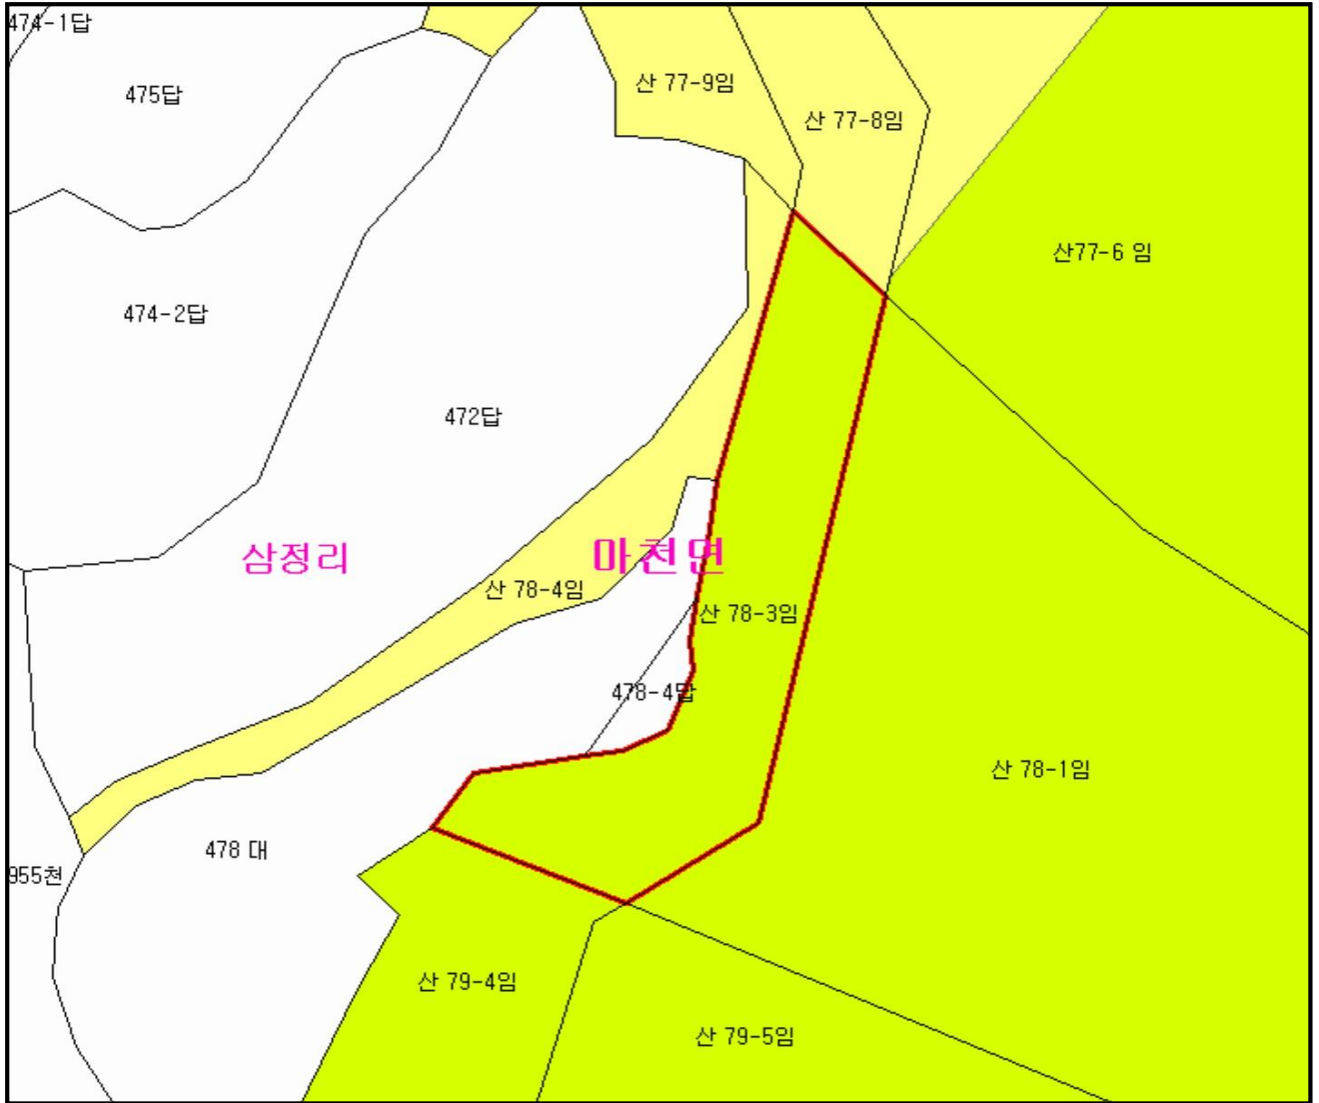 474-1답
475답
산 77-9임
산 77-8임
산77-6 임
474-2답
472답
삼정리
마천면
산 78-4임
산 78-3임
478-4답
산 78-1임
478 대
955천
산 79-4임
산 79-5임